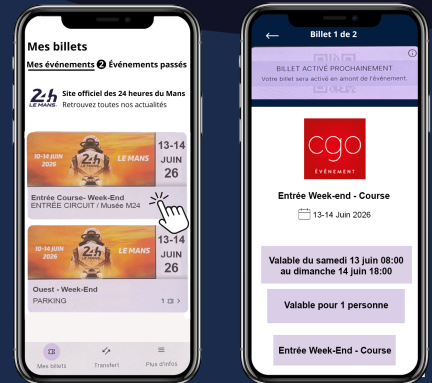 Mes billets
Mes événements 2 Événements passés
24h
LE MANS
Site officiel des 24 heures du Mans
Retrouvez toutes nos actualités
10-14 JUIN
2026
24h
LE MANS
13-14
JUIN
26
Entrée Course- Week-End
ENTRÉE CIRCUIT / Musée M24
10-14 JUIN
2026
24h
LE MANS
13-14
JUIN
26
Ouest - Week-End
PARKING
1
Mes billets
Transfert
Plus d'infos
Billet 1 de 2
BILLET ACTIVÉ PROCHAINEMENT
Votre billet sera activé en amont de l'événement.
cgo
ÉVÉNEMENT
Entrée Week-end - Course
13-14 Juin 2026
Valable du samedi 13 juin 08:00
au dimanche 14 juin 18:00
Valable pour 1 personne
Entrée Week-End - Course